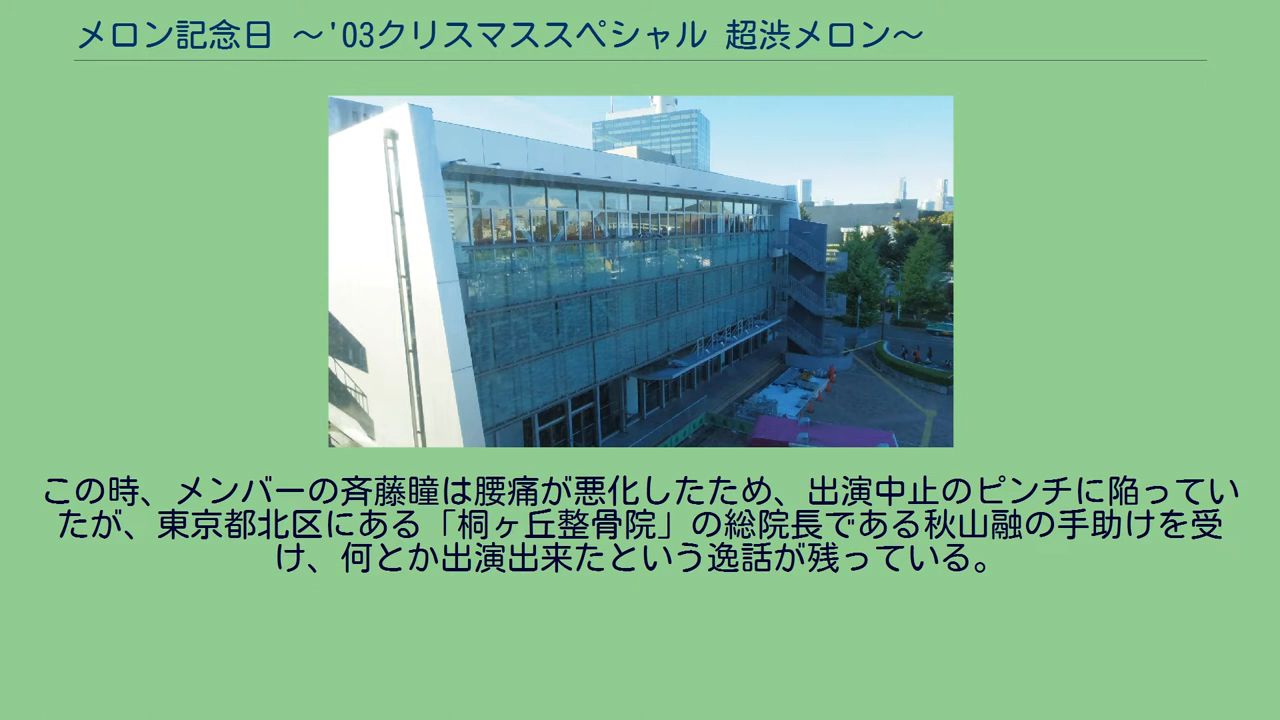 メロン記念日 ～'03クリスマススペシャル 超渋メロン～
この時、メンバーの斉藤瞳は腰痛が悪化したため、出演中止のピンチに陥ってい
たが、東京都北区にある「桐ヶ丘整骨院」の総院長である秋山融の手助けを受
け、何とか出演出来たという逸話が残っている。